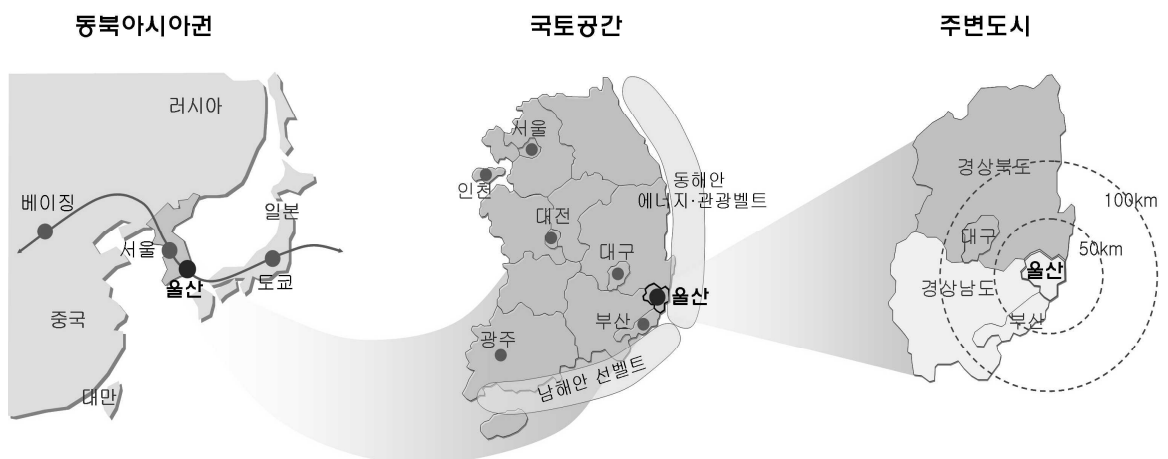 동북아시아권
러시아
베이징
일본
서울
울산
도쿄
중국
대만
국토공간
서울
인천
동해안
에너지·관광벨트
대전
대구
울산
부산
광주
남해안 선벨트
주변도시
경상북도
100km
대구
50km
울산
경상남도
부산